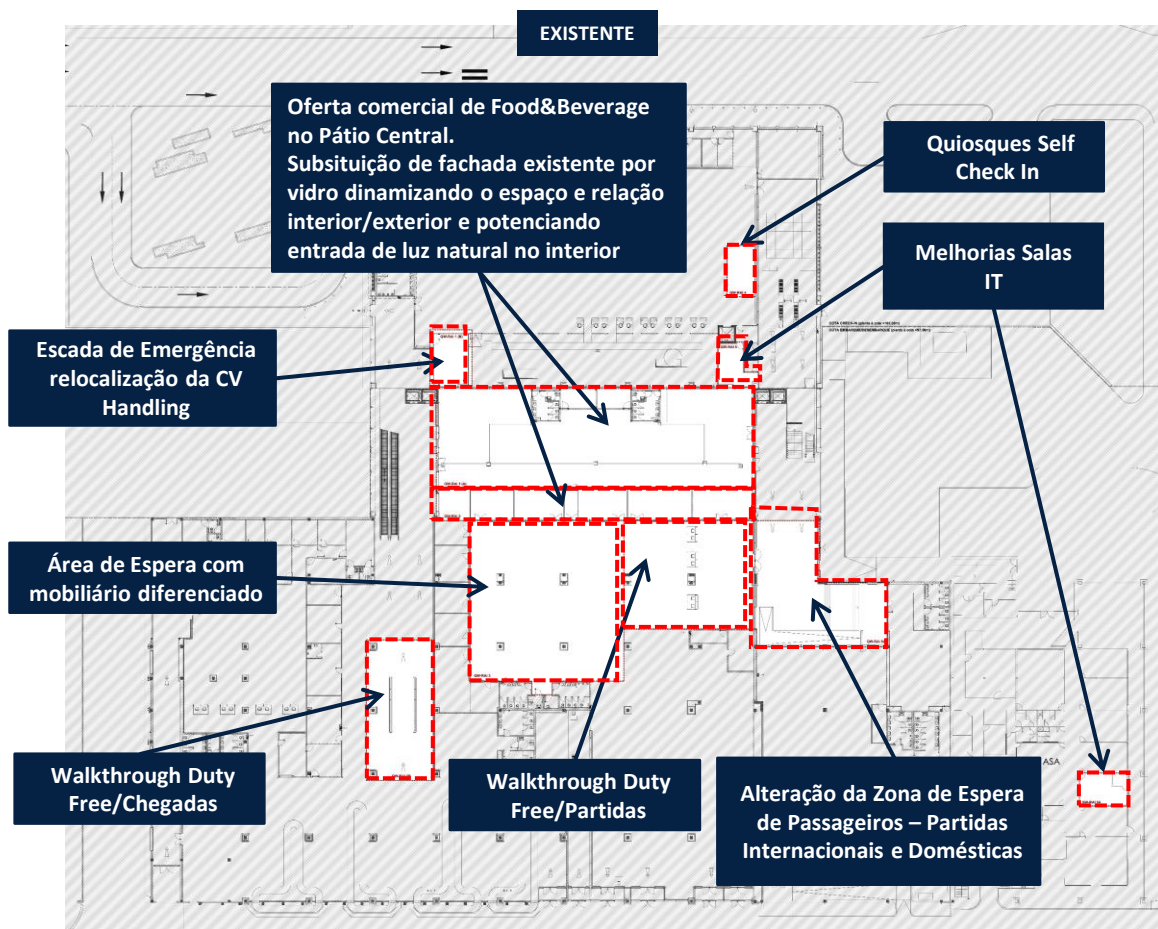 EXISTENTE
Oferta comercial de Food&Beverage
no Pátio Central.
Subsituição de fachada existente por
vidro dinamizando o espaço e relação
interior/exterior e potenciando
entrada de luz natural no interior
Quiosques Self
Check In
Melhorias Salas
IT
Escada de Emergência
relocalização da CV
Handling
Área de Espera com
mobiliário diferenciado
Walkthrough Duty
Free/Chegadas
Walkthrough Duty
Free/Partidas
Alteração da Zona de Espera
de Passageiros – Partidas
Internacionais e Domésticas
ASA